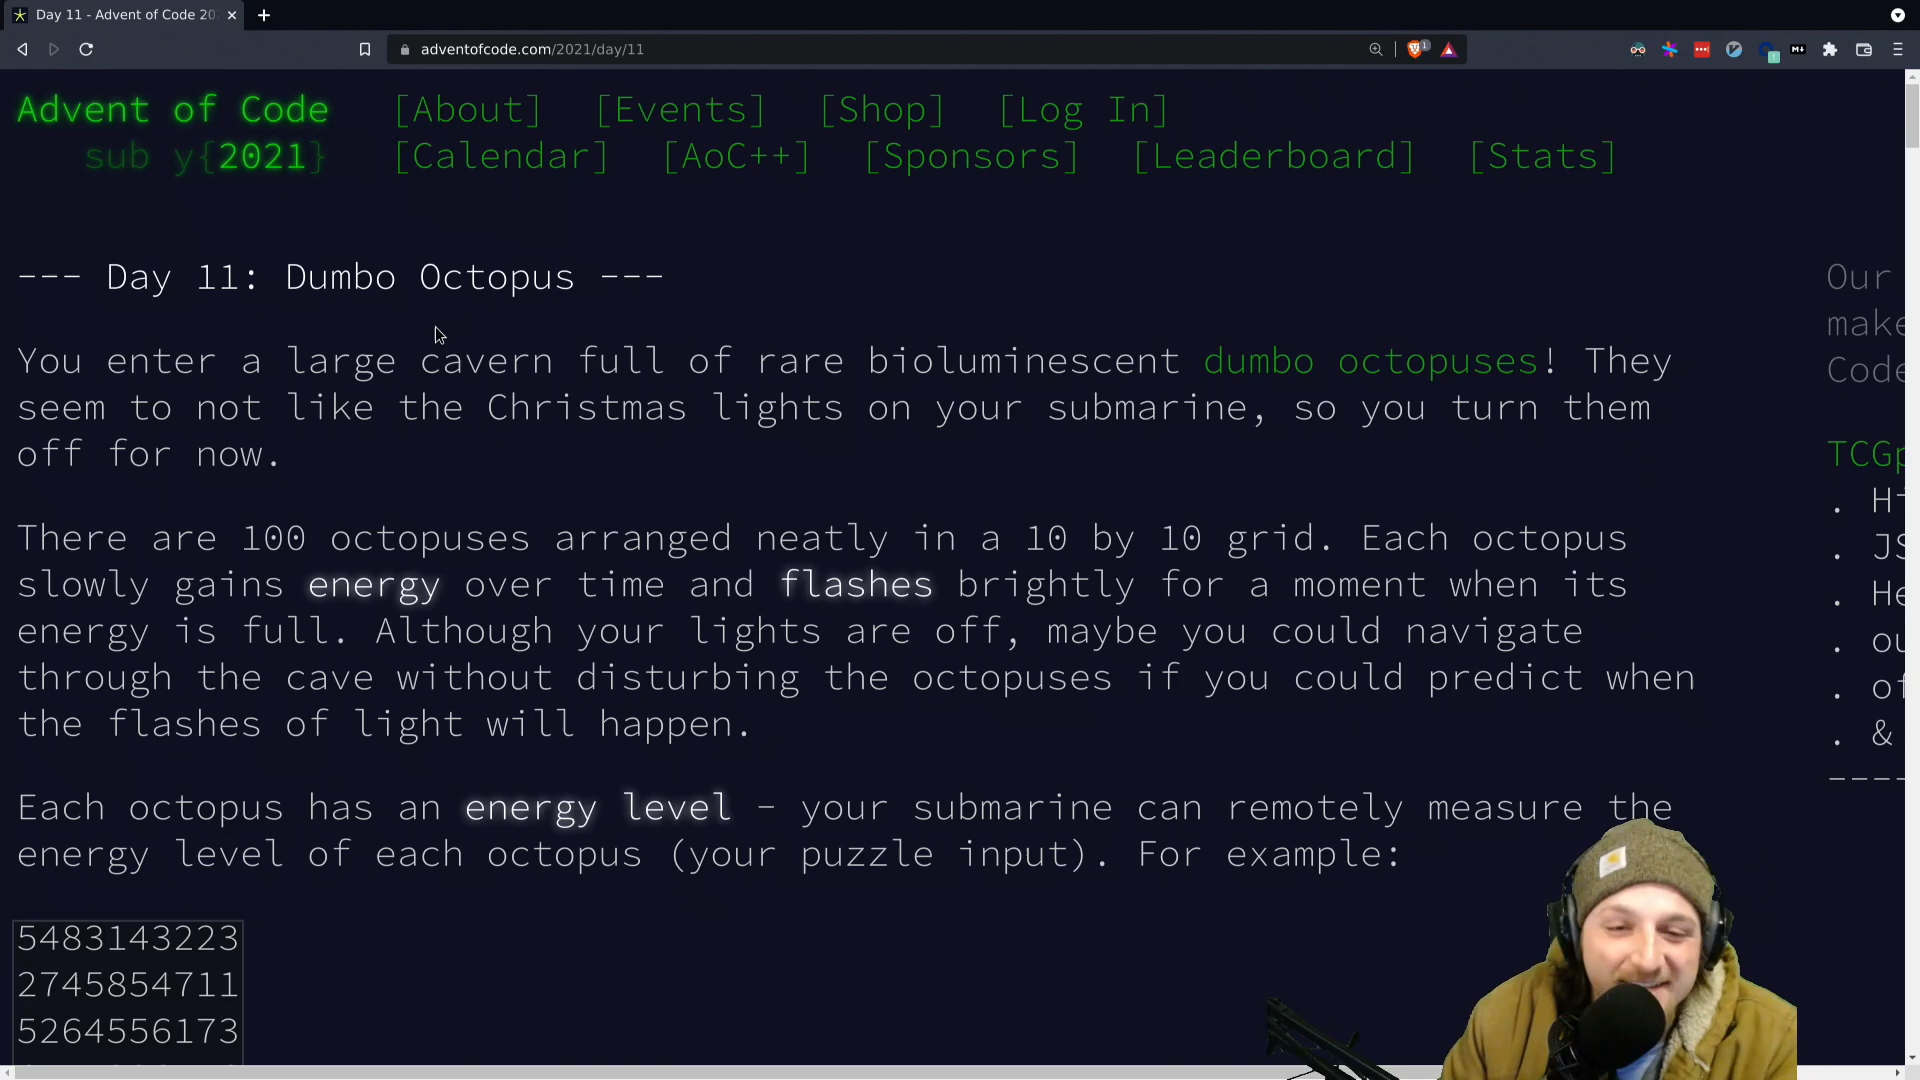 Day 11 - Advent of Code 20
adventofcode.com/2021/day/11
1
Advent of Code
[About] [Events] [Shop] [Log In]
sub y{2021}
[Calendar] [AoC++] [Sponsors] [Leaderboard] [Stats]
--- Day 11: Dumbo Octopus ---
You enter a large cavern full of rare bioluminescent dumbo octopuses! They
seem to not like the Christmas lights on your submarine, so you turn them
off for now.
There are 100 octopuses arranged neatly in a 10 by 10 grid. Each octopus
slowly gains energy over time and flashes brightly for a moment when its
energy is full. Although your lights are off, maybe you could navigate
through the cave without disturbing the octopuses if you could predict when
the flashes of light will happen.
Each octopus has an energy level - your submarine can remotely measure the
energy level of each octopus (your puzzle input). For example:
5483143223
2745854711
5264556173
Our
make
Code
TCGp
. Hi
. JS
. He
. ou
. of
. &
----